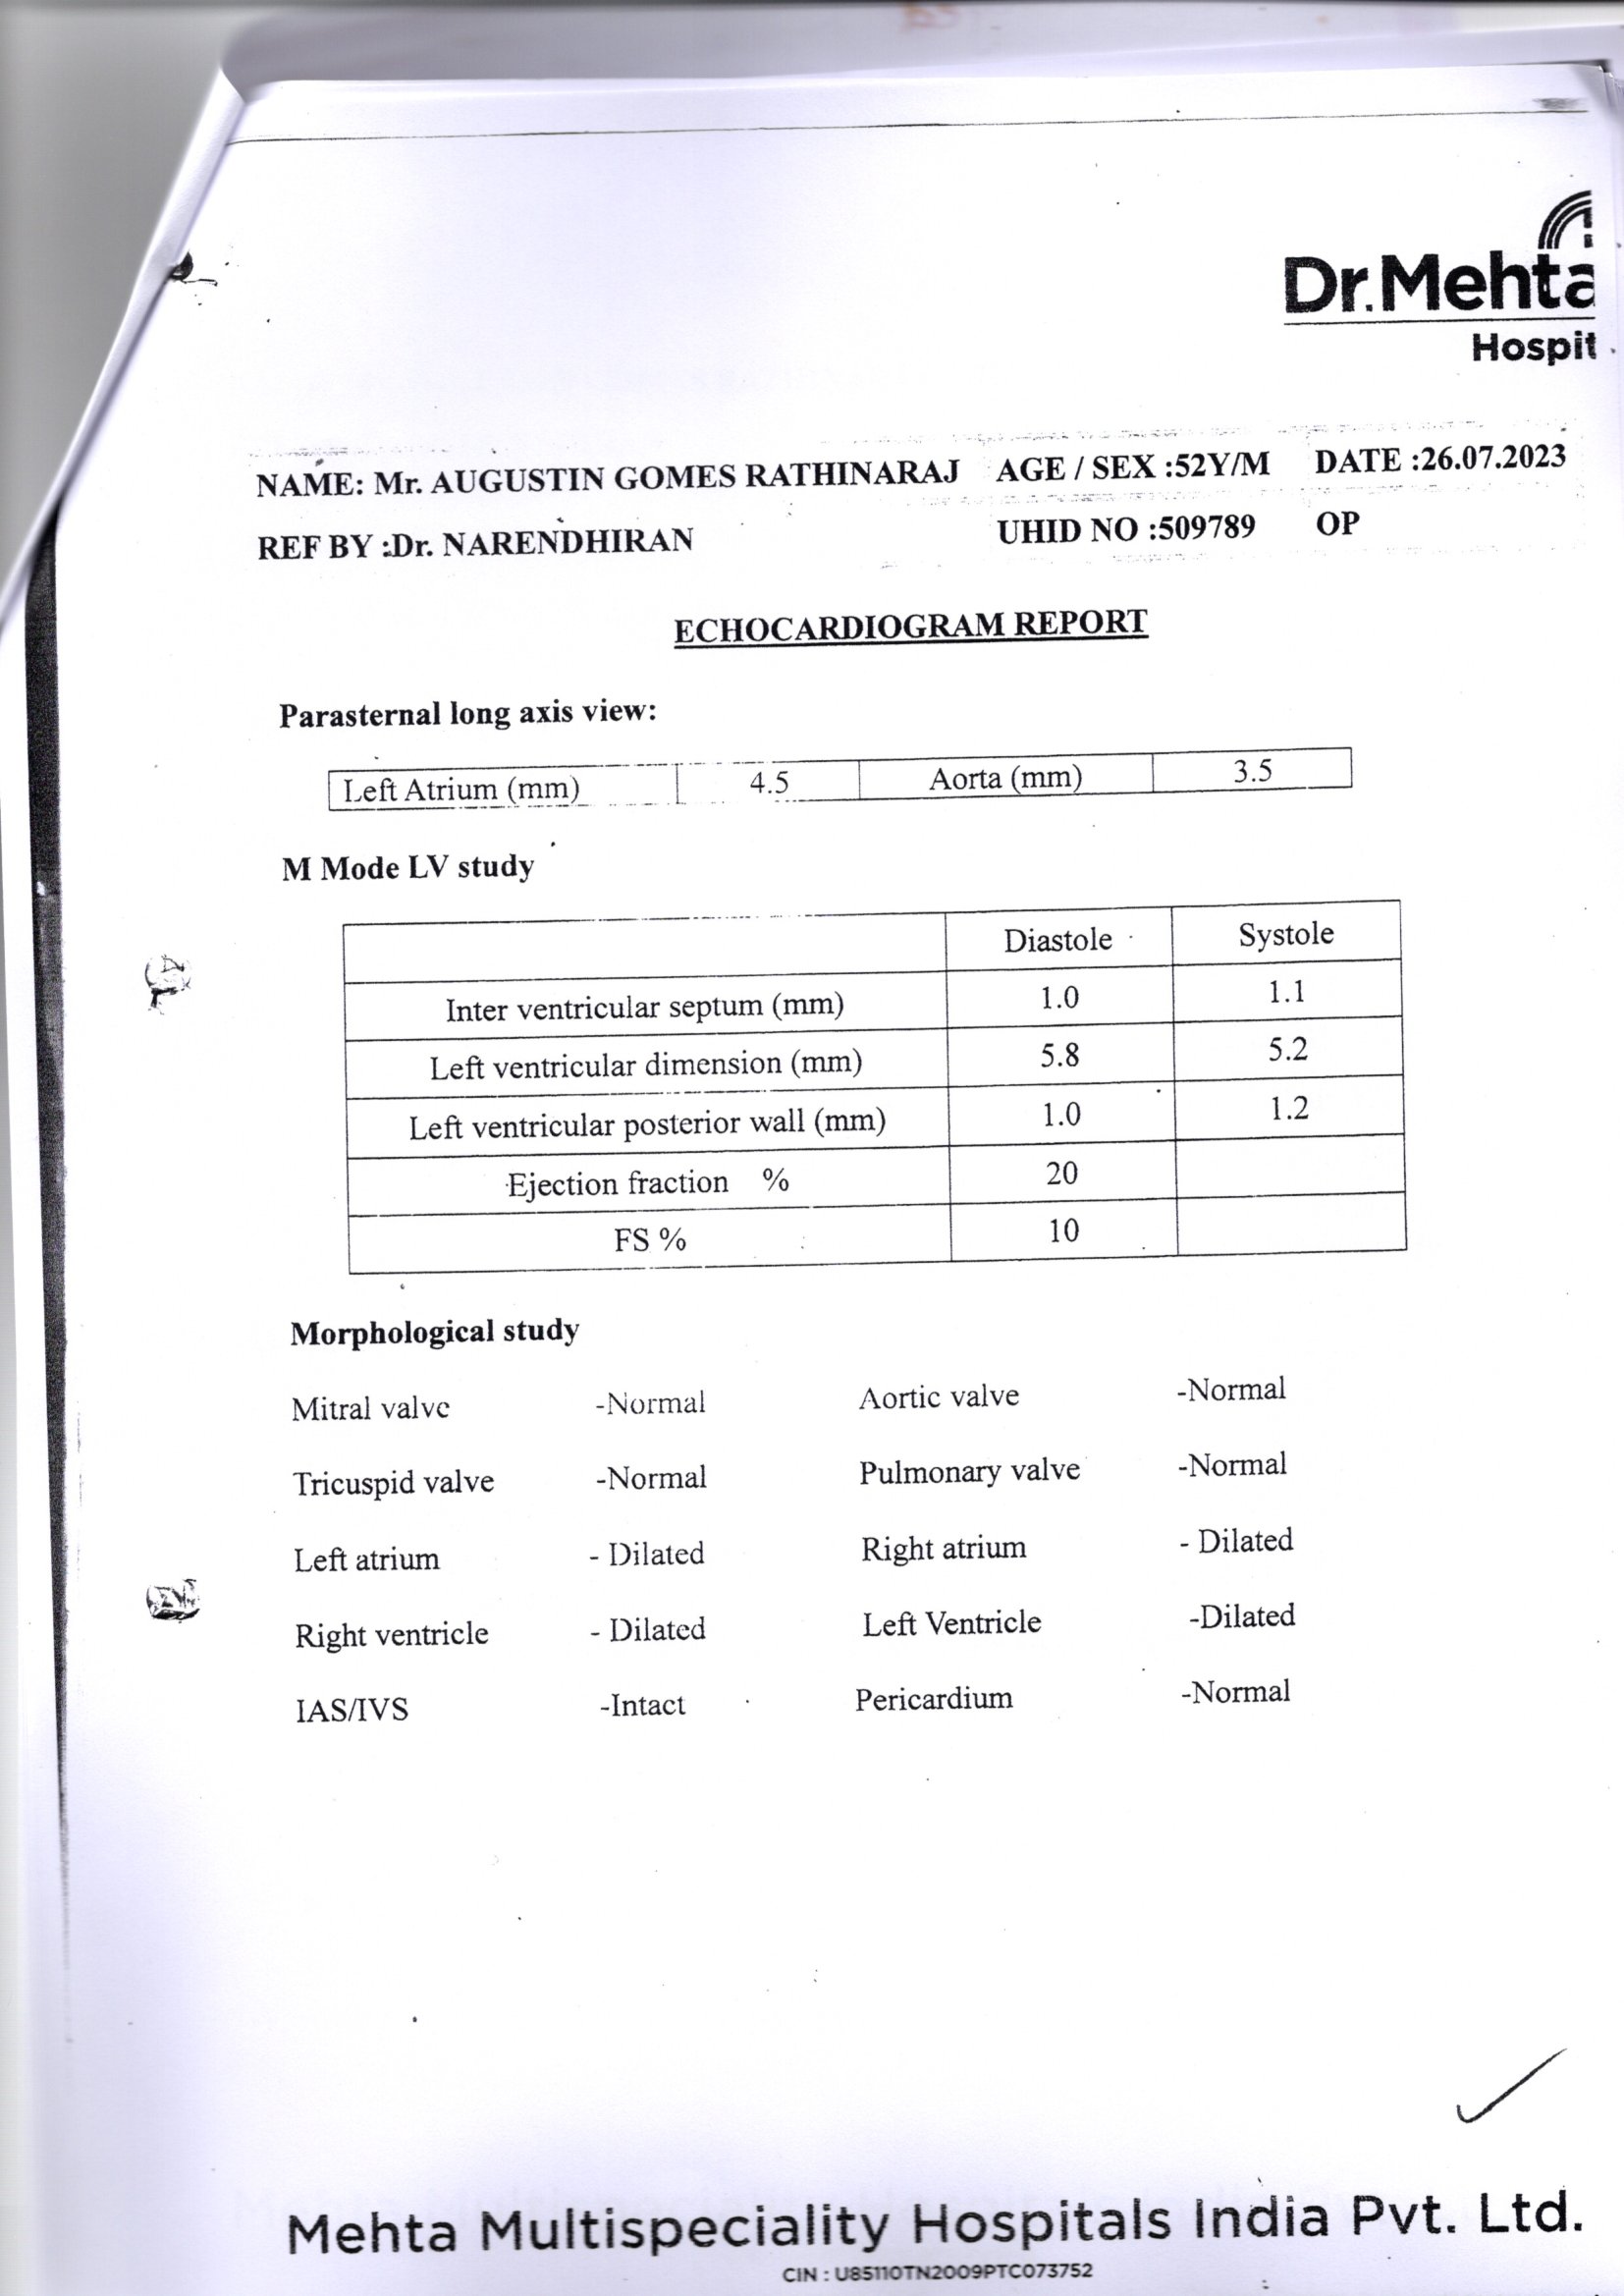 Dr.Mehta
Hospit
NAME: Mr. AUGUSTIN GOMES RATHINARAJ AGE / SEX :52Y/M DATE :26.07.2023
REF BY :Dr. NARENDHIRAN UHID NO :509789 OP
ECHOCARDIOGRAM REPORT
Parasternal long axis view:
Left Atrium (mm) 4.5 Aorta (mm) 3.5
M Mode LV study
Diastole Systole
Inter ventricular septum (mm) 1.0 1.1
Left ventricular dimension (mm) 5.8 5.2
Left ventricular posterior wall (mm) 1.0 1.2
Ejection fraction % 20
FS % 10
Morphological study
Mitral valve -Normal Aortic valve -Normal
Tricuspid valve -Normal Pulmonary valve -Normal
Left atrium - Dilated Right atrium - Dilated
Right ventricle - Dilated Left Ventricle -Dilated
IAS/IVS -Intact Pericardium -Normal
Mehta Multispeciality Hospitals India Pvt. Ltd.
CIN : U85110TN2009PTC073752